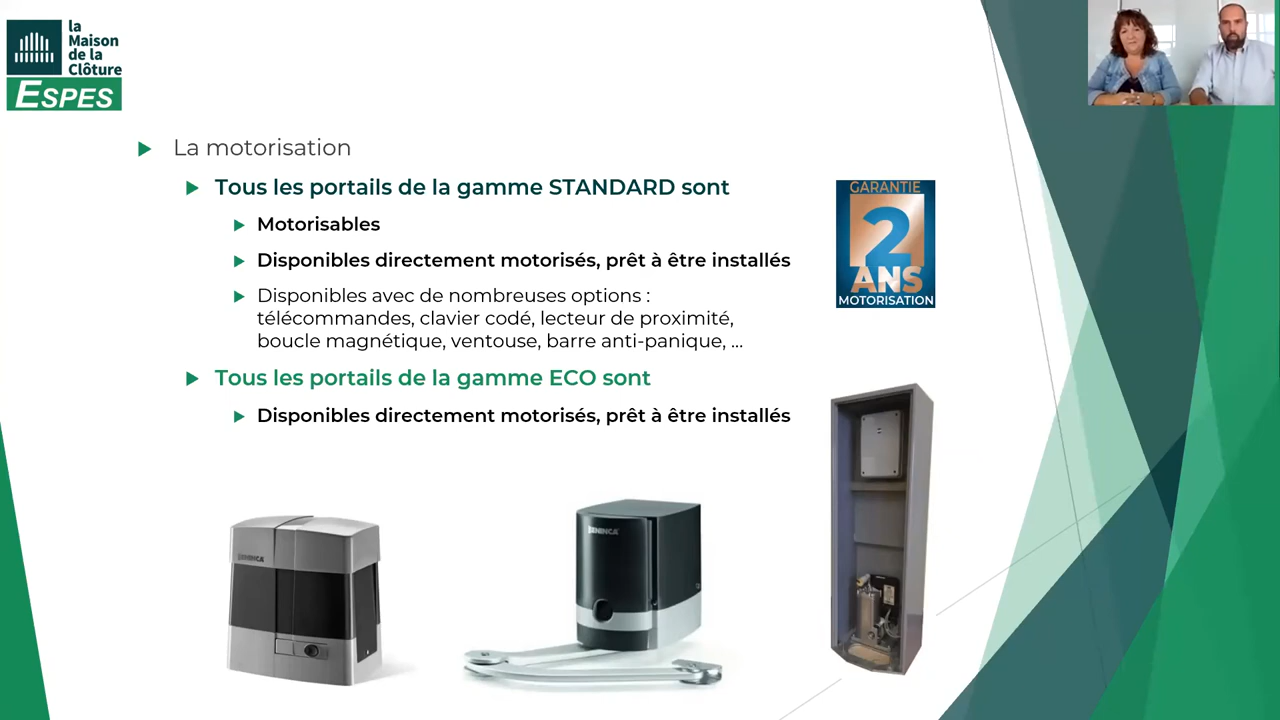 la
Maison
de la
Clôture
ESPES
La motorisation
Tous les portails de la gamme STANDARD sont
Motorisables
Disponibles directement motorisés, prêt à être installés
Disponibles avec de nombreuses options :
télécommandes, clavier codé, lecteur de proximité,
boucle magnétique, ventouse, barre anti-panique, ...
Tous les portails de la gamme ECO sont
Disponibles directement motorisés, prêt à être installés
GARANTIE
2
ANS
MOTORISATION
BENINCA
BENINCA